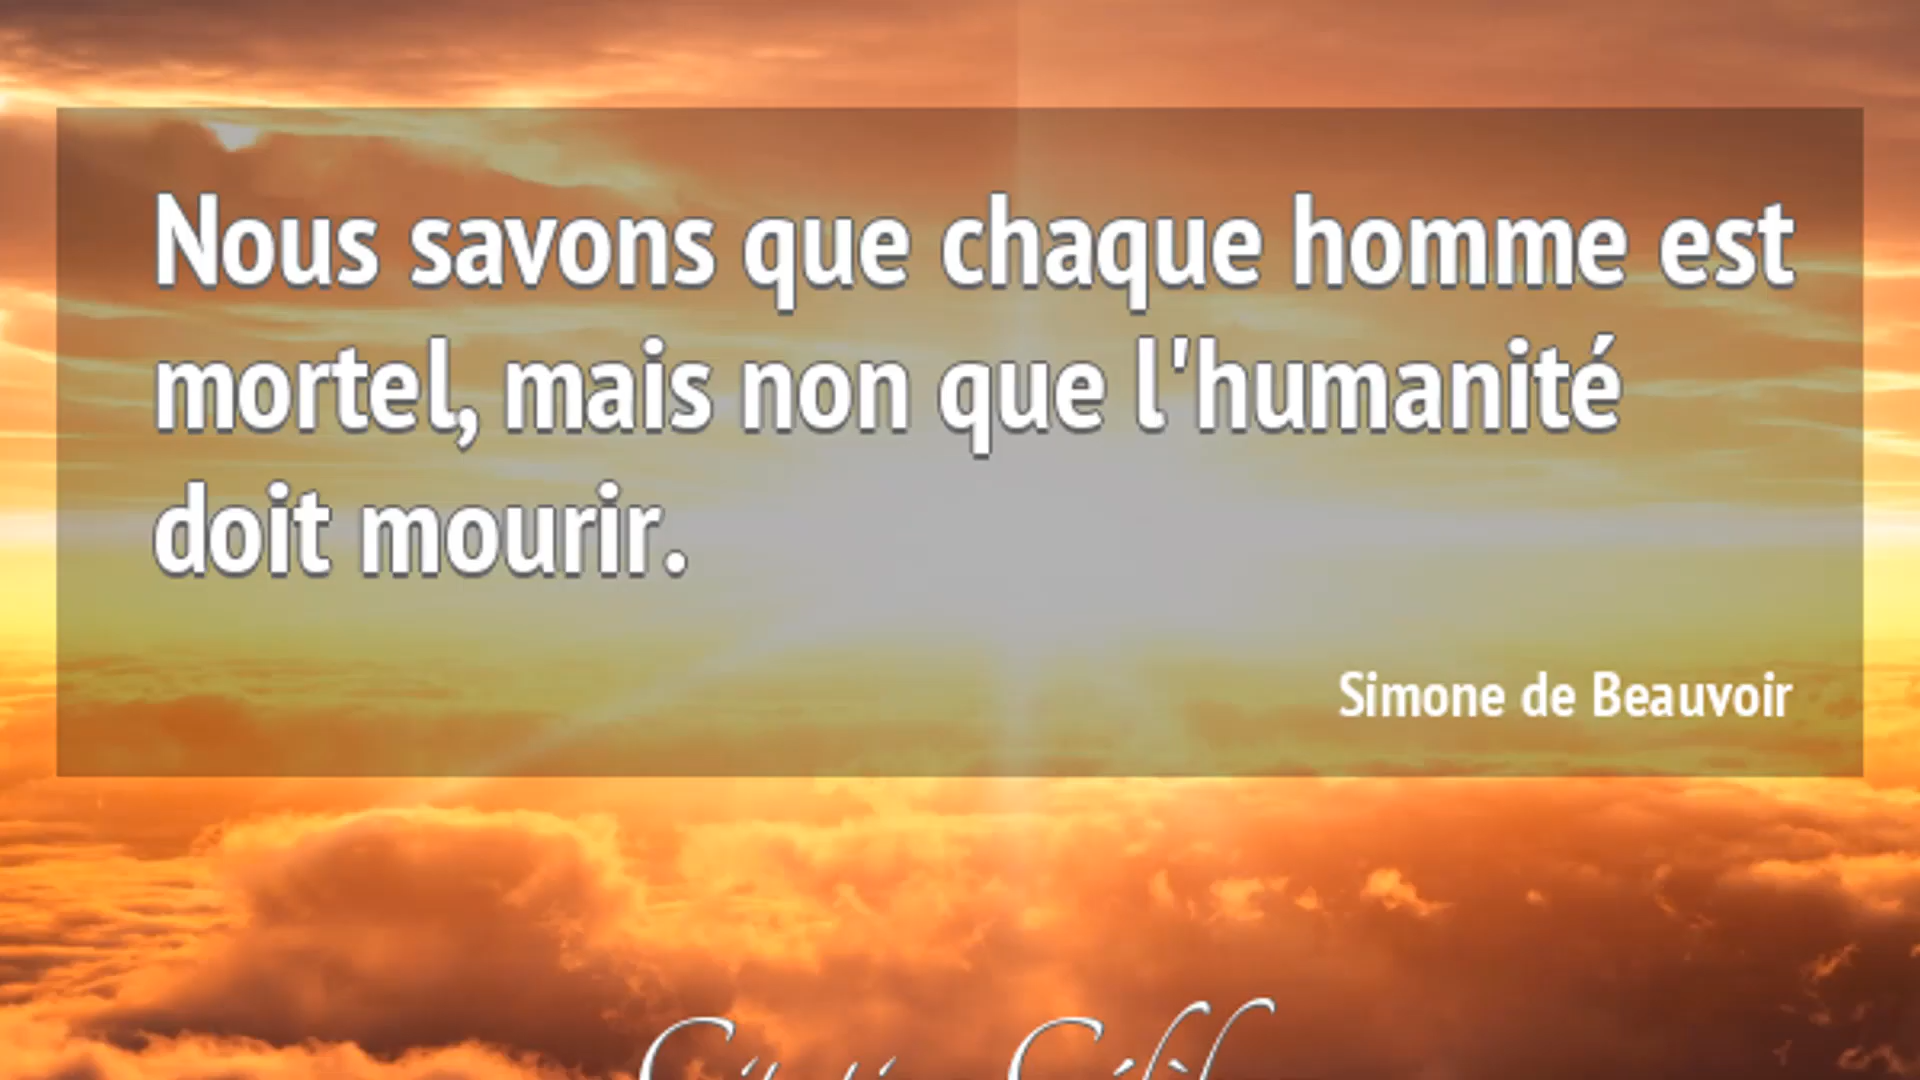 Nous savons que chaque homme est
mortel, mais non que l'humanité
doit mourir.
Simone de Beauvoir